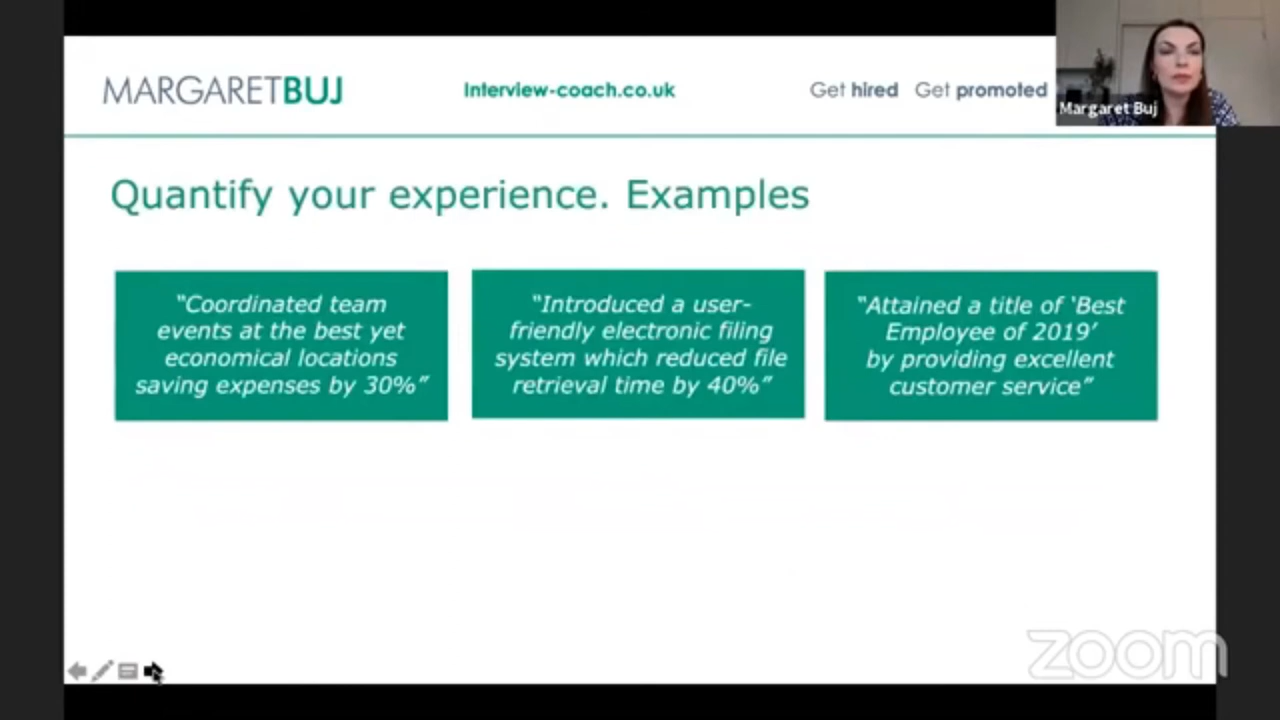 MARGARETBUJ
Interview-coach.co.uk
Get hired Get promoted
Margaret Buj
Quantify your experience. Examples
“Coordinated team
events at the best yet
economical locations
saving expenses by 30%”
“Introduced a user-
friendly electronic filing
system which reduced file
retrieval time by 40%”
“Attained a title of ‘Best
Employee of 2019’
by providing excellent
customer service”
zoom